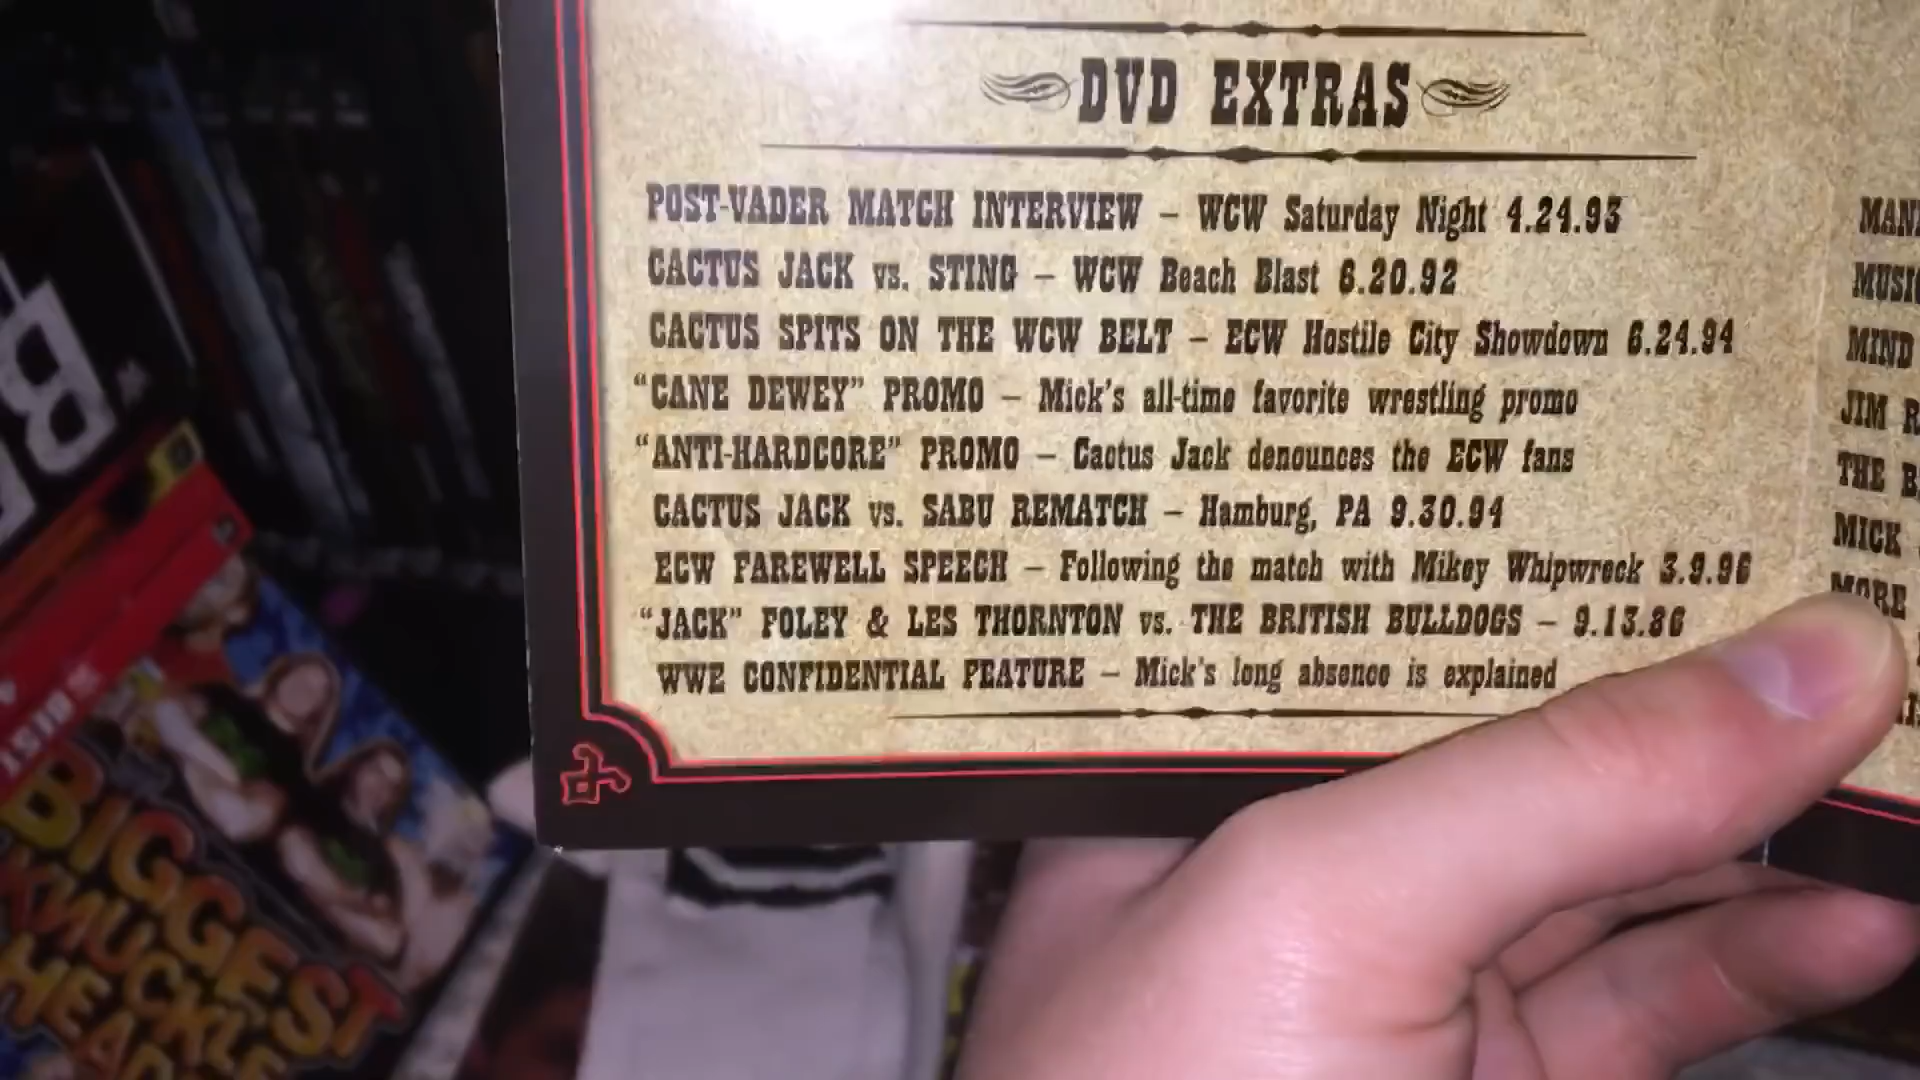 DVD EXTRAS
POST-VADER MATCH INTERVIEW – WCW Saturday Night 4.24.93
CACTUS JACK vs. STING – WCW Beach Blast 6.20.92
CACTUS SPITS ON THE WCW BELT – ECW Hostile City Showdown 6.24.94
“CANE DEWEY” PROMO – Mick's all-time favorite wrestling promo
“ANTI-HARDCORE” PROMO – Cactus Jack denounces the ECW fans
CACTUS JACK vs. SABU REMATCH – Hamburg, PA 9.30.94
ECW FAREWELL SPEECH – Following the match with Mikey Whipwreck 3.9.96
“JACK” FOLEY & LES THORNTON vs. THE BRITISH BULLDOGS – 9.13.86
WWE CONFIDENTIAL FEATURE – Mick's long absence is explained
MIND
JIM R
THE B
MICK
MORE
BIGGEST
KNUCKLE
HEAD